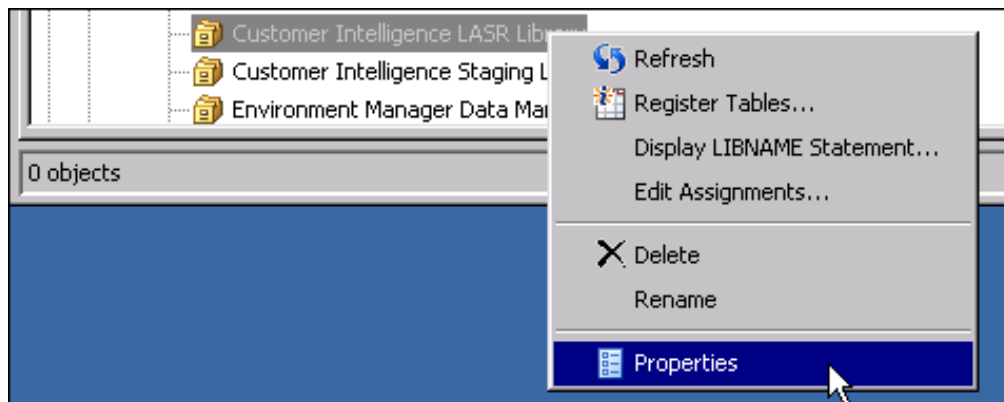 Customer Intelligence LASR
Customer Intelligence Staging
Environment Manager Data
0 objects
Refresh
Register Tables...
Display LIBNAME Statement...
Edit Assignments...
Delete
Rename
Properties